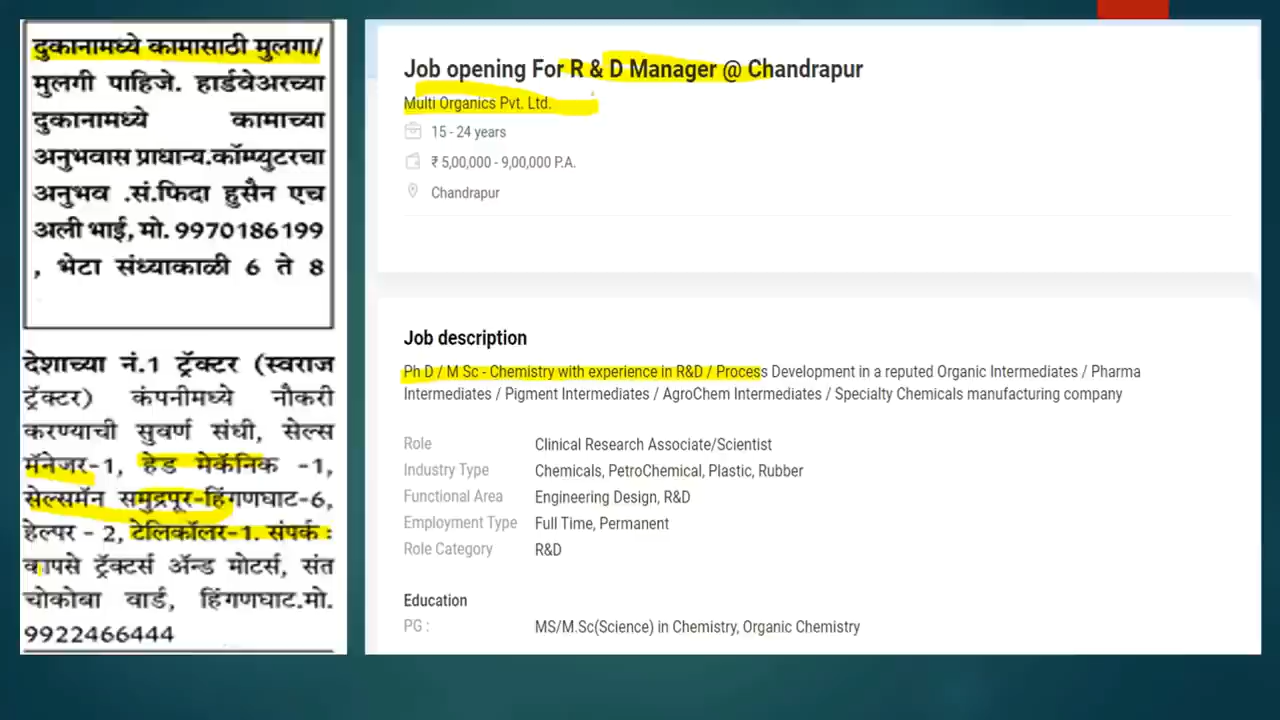 दुकानामध्ये कामासाठी मुलगा/
मुलगी पाहिजे. हार्डवेअरच्या
दुकानामध्ये कामाच्या
अनुभवास प्राधान्य.कॉम्प्युटरचा
अनुभव .सं.फिदा हुसैन एच
अली भाई, मो. 9970186199
, भेटा संध्याकाळी 6 ते 8
देशाच्या नं.1 ट्रॅक्टर (स्वराज
ट्रॅक्टर) कंपनीमध्ये नौकरी
करण्याची सुवर्ण संधी, सेल्स
मॅनेजर-1, हेड मेकॅनिक -1,
सेल्समॅन समुद्रपूर-हिंगणघाट-6,
हेल्पर - 2, टेलिकॉलर-1. संपर्क :
वापसे ट्रॅक्टर्स ॲन्ड मोटर्स, संत
चोकोबा वार्ड, हिंगणघाट.मो.
9922466444
Job opening For R & D Manager @ Chandrapur
Multi Organics Pvt. Ltd.
15 - 24 years
₹ 5,00,000 - 9,00,000 P.A.
Chandrapur
Job description
Ph D / M Sc - Chemistry with experience in R&D / Process Development in a reputed Organic Intermediates / Pharma
Intermediates / Pigment Intermediates / AgroChem Intermediates / Specialty Chemicals manufacturing company
Role Clinical Research Associate/Scientist
Industry Type Chemicals, PetroChemical, Plastic, Rubber
Functional Area Engineering Design, R&D
Employment Type Full Time, Permanent
Role Category R&D
Education
PG : MS/M.Sc(Science) in Chemistry, Organic Chemistry